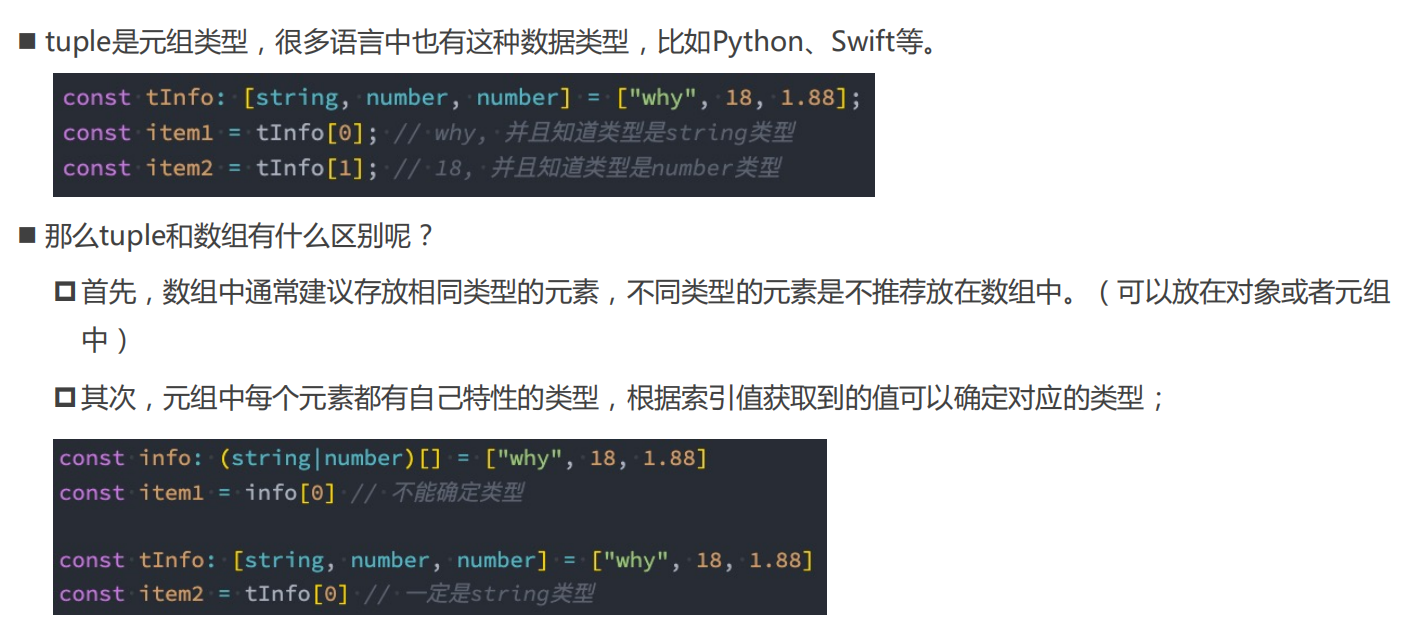 ■ tuple是元组类型，很多语言中也有这种数据类型，比如Python、Swift等。
const tInfo: [string, number, number] = ["why", 18, 1.88];
const item1 = tInfo[0]; // why, 并且知道类型是string类型
const item2 = tInfo[1]; // 18, 并且知道类型是number类型
■ 那么tuple和数组有什么区别呢？
首先，数组中通常建议存放相同类型的元素，不同类型的元素是不推荐放在数组中。（可以放在对象或者元组
中）
其次，元组中每个元素都有自己特性的类型，根据索引值获取到的值可以确定对应的类型；
const info: (string|number)[] = ["why", 18, 1.88]
const item1 = info[0] // 不能确定类型
const tInfo: [string, number, number] = ["why", 18, 1.88]
const item2 = tInfo[0] // 一定是string类型